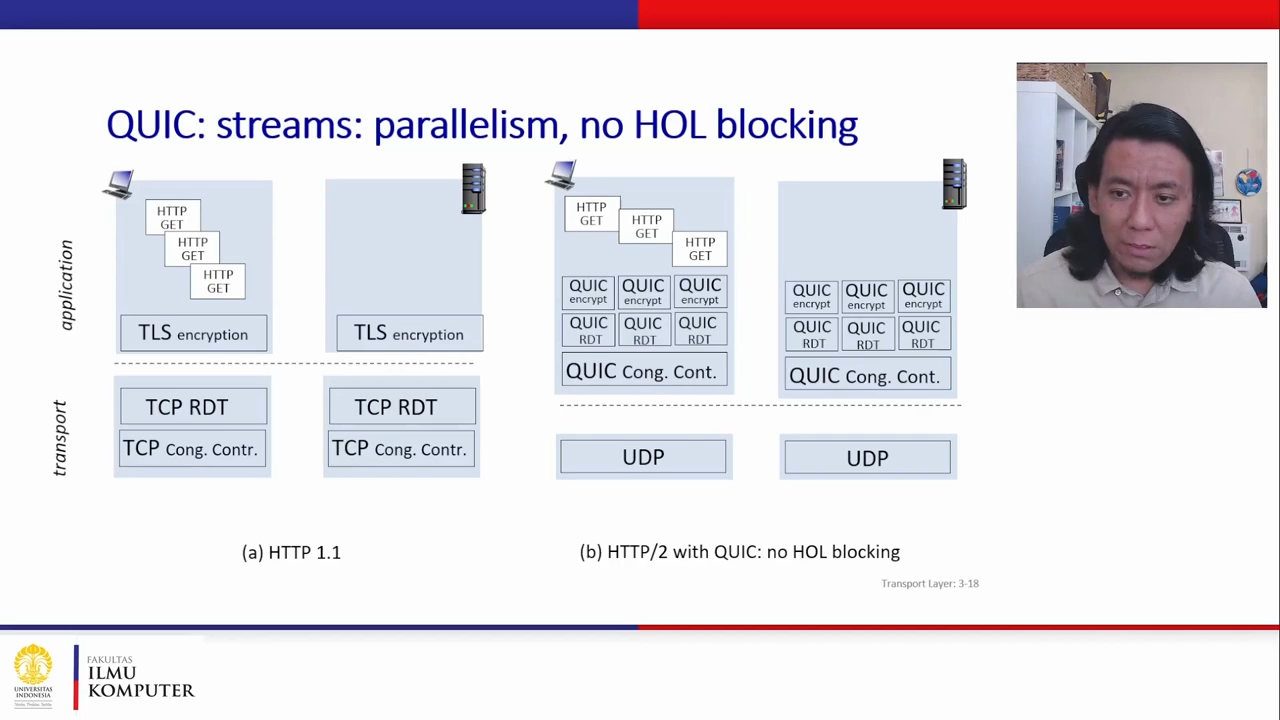 QUIC: streams: parallelism, no HOL blocking
application
HTTP
GET
HTTP
GET
HTTP
GET
TLS encryption
TLS encryption
transport
TCP RDT
TCP Cong. Contr.
TCP RDT
TCP Cong. Contr.
(a) HTTP 1.1
HTTP
GET
HTTP
GET
HTTP
GET
QUIC
encrypt
QUIC
encrypt
QUIC
encrypt
QUIC
RDT
QUIC
RDT
QUIC
RDT
QUIC Cong. Cont.
QUIC
encrypt
QUIC
encrypt
QUIC
encrypt
QUIC
RDT
QUIC
RDT
QUIC
RDT
QUIC Cong. Cont.
UDP
UDP
(b) HTTP/2 with QUIC: no HOL blocking
Transport Layer: 3-18
UNIVERSITAS
INDONESIA
FAKULTAS
ILMU
KOMPUTER